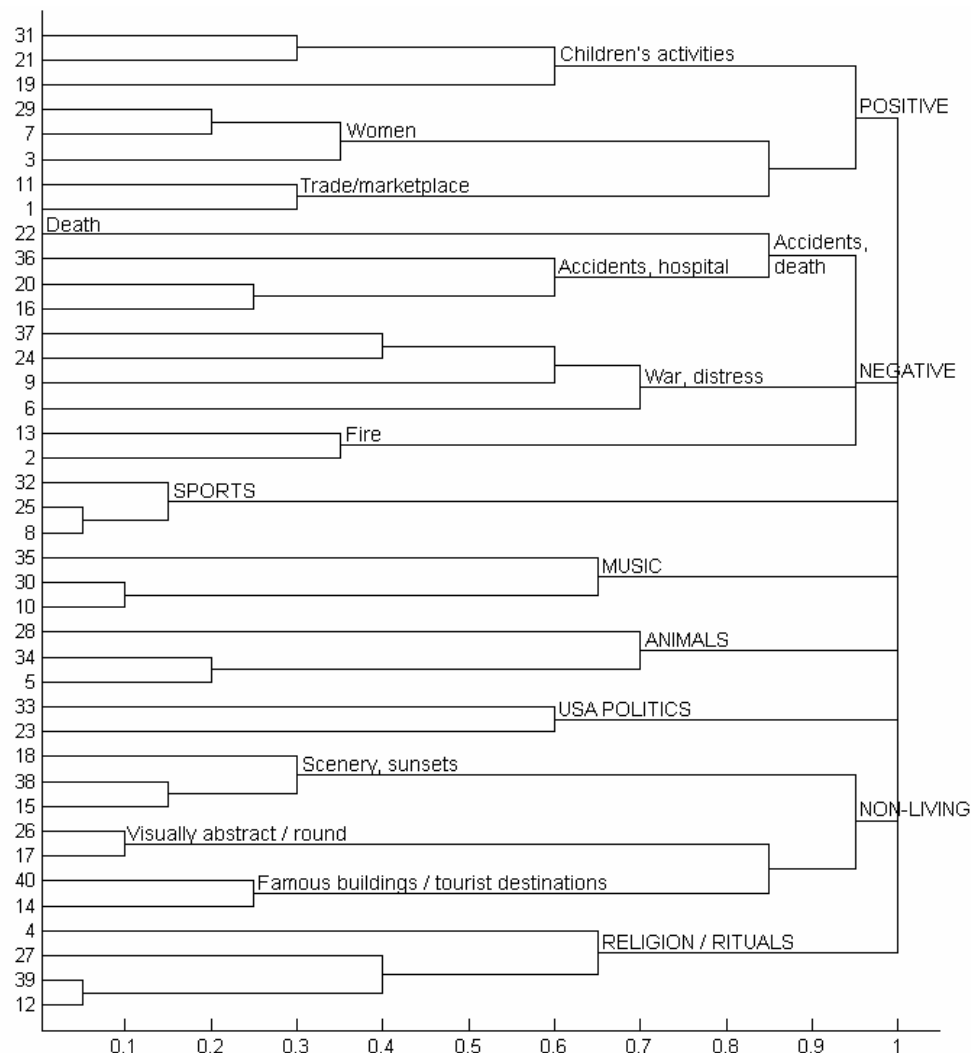 31
21
Children's activities
19
29
POSITIVE
7
Women
3
11
Trade/marketplace
1
Death
22
Accidents,
death
36
Accidents, hospital
20
16
37
24
NEGATIVE
9
War, distress
6
13
Fire
2
32
SPORTS
25
8
35
MUSIC
30
10
28
ANIMALS
34
5
33
USA POLITICS
23
18
Scenery, sunsets
38
15
NON-LIVING
26
Visually abstract / round
17
40
Famous buildings / tourist destinations
14
4
RELIGION / RITUALS
27
39
12
0.1 0.2 0.3 0.4 0.5 0.6 0.7 0.8 0.9 1